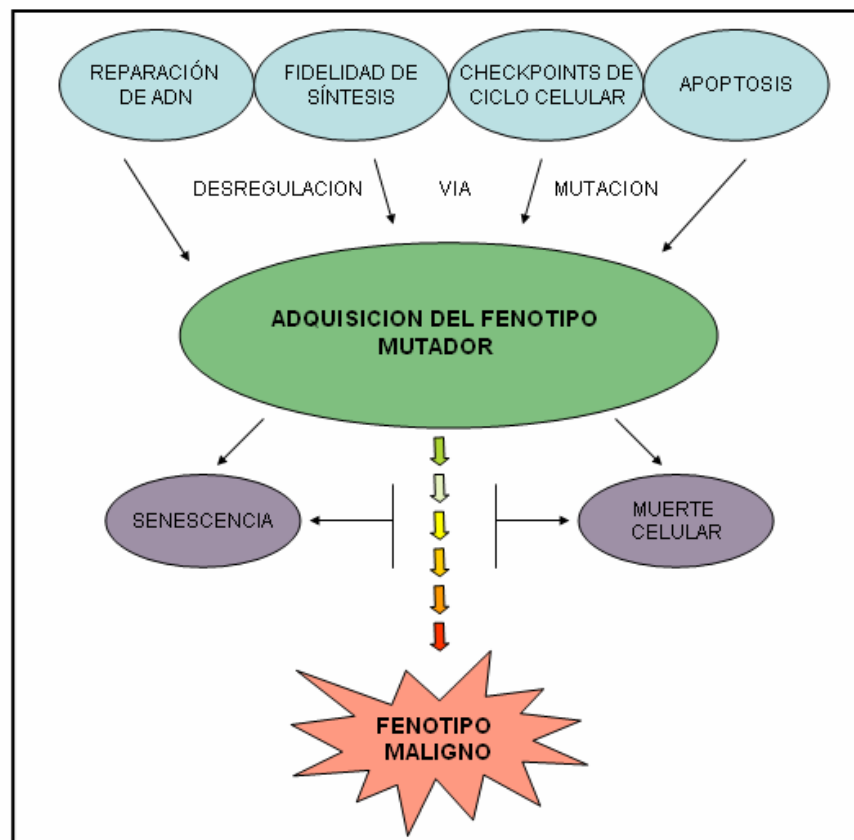 REPARACIÓN
DE ADN
FIDELIDAD DE
SÍNTESIS
CHECKPOINTS DE
CICLO CELULAR
APOPTOSIS
DESREGULACION VIA MUTACION
ADQUISICION DEL FENOTIPO
MUTADOR
SENESCENCIA
MUERTE
CELULAR
FENOTIPO
MALIGNO